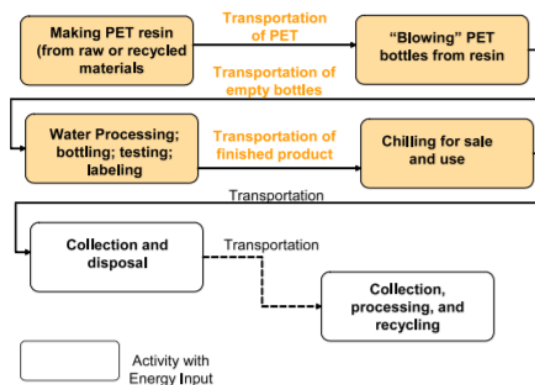 Making PET resin
(from raw or recycled
materials
Transportation
of PET
“Blowing” PET
bottles from resin
Transportation of
empty bottles
Water Processing;
bottling; testing;
labeling
Transportation of
finished product
Chilling for sale
and use
Transportation
Collection and
disposal
Transportation
Collection,
processing, and
recycling
Activity with
Energy Input